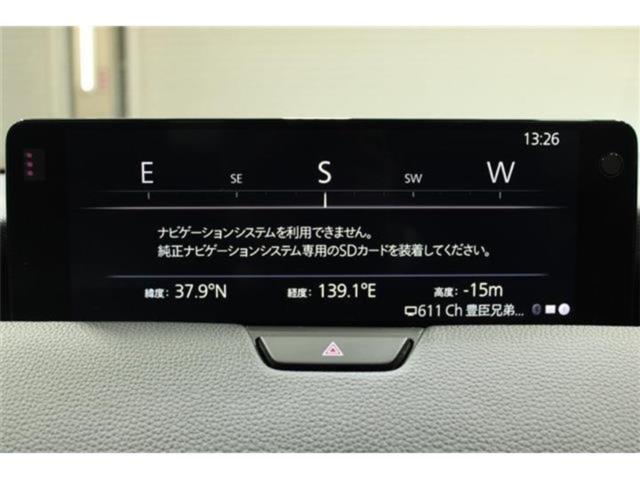 13:26
E SE S SW W
ナビゲーションシステムを利用できません。
純正ナビゲーションシステム専用のSDカードを装着してください。
緯度: 37.9°N 経度: 139.1°E 高度: -15m
611 Ch 豊臣兄弟...